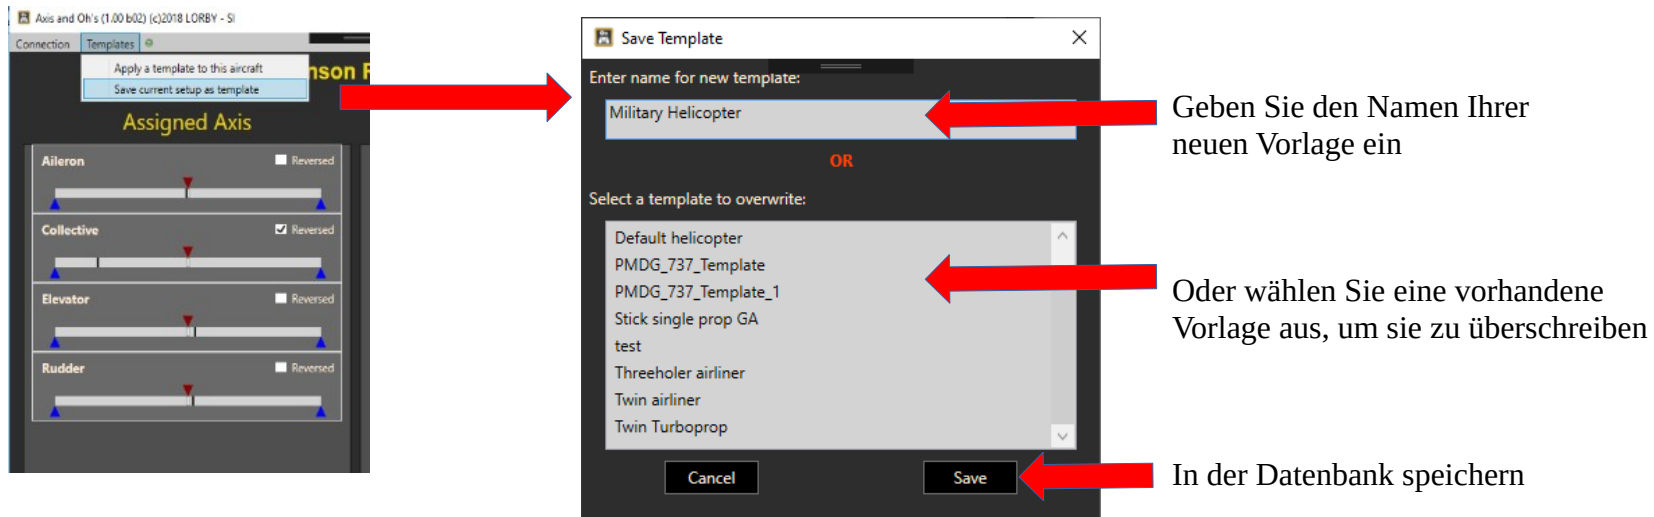 Axis and Oh's (1.00 b02) (c)2018 LORBY - SI
Connection Templates
Apply a template to this aircraft
Save current setup as template
nson
Assigned Axis
Aileron Reversed
Collective Reversed
Elevator Reversed
Rudder Reversed
Save Template
Enter name for new template:
Military Helicopter
OR
Select a template to overwrite:
Default helicopter
PMDG_737_Template
PMDG_737_Template_1
Stick single prop GA
test
Threeholer airliner
Twin airliner
Twin Turboprop
Cancel Save
Geben Sie den Namen Ihrer
neuen Vorlage ein
Oder wählen Sie eine vorhandene
Vorlage aus, um sie zu überschreiben
In der Datenbank speichern